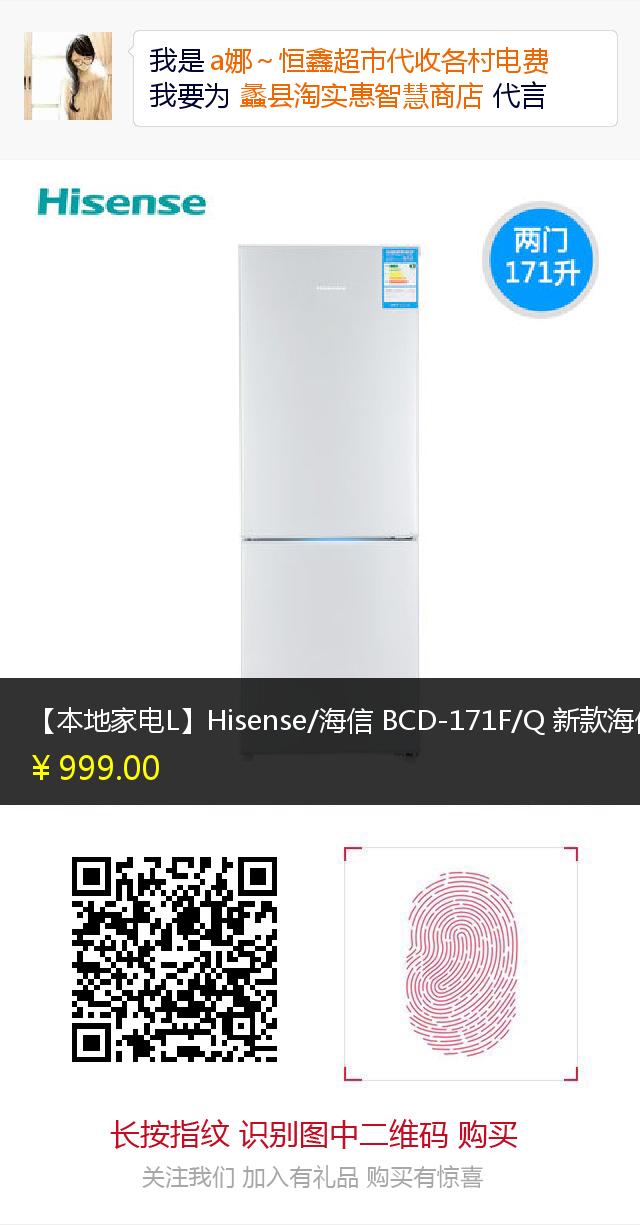 我是 a娜～恒鑫超市代收各村电费
我要为 蠡县淘实惠智慧商店 代言
Hisense
两门
171升
Hisense
【本地家电L】Hisense/海信 BCD-171F/Q 新款海
¥ 999.00
长按指纹 识别图中二维码 购买
关注我们 加入有礼品 购买有惊喜